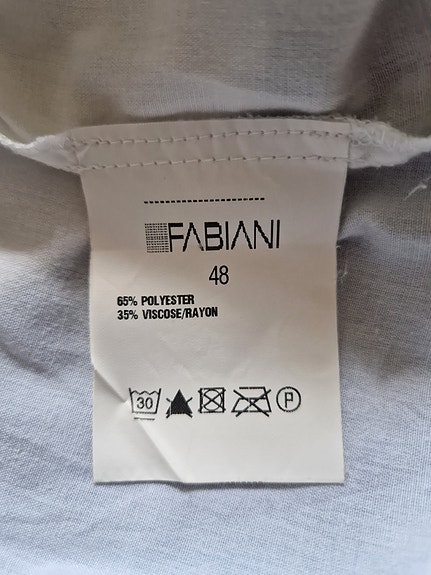 FABIANI
48
65% POLYESTER
35% VISCOSE/RAYON
30 P